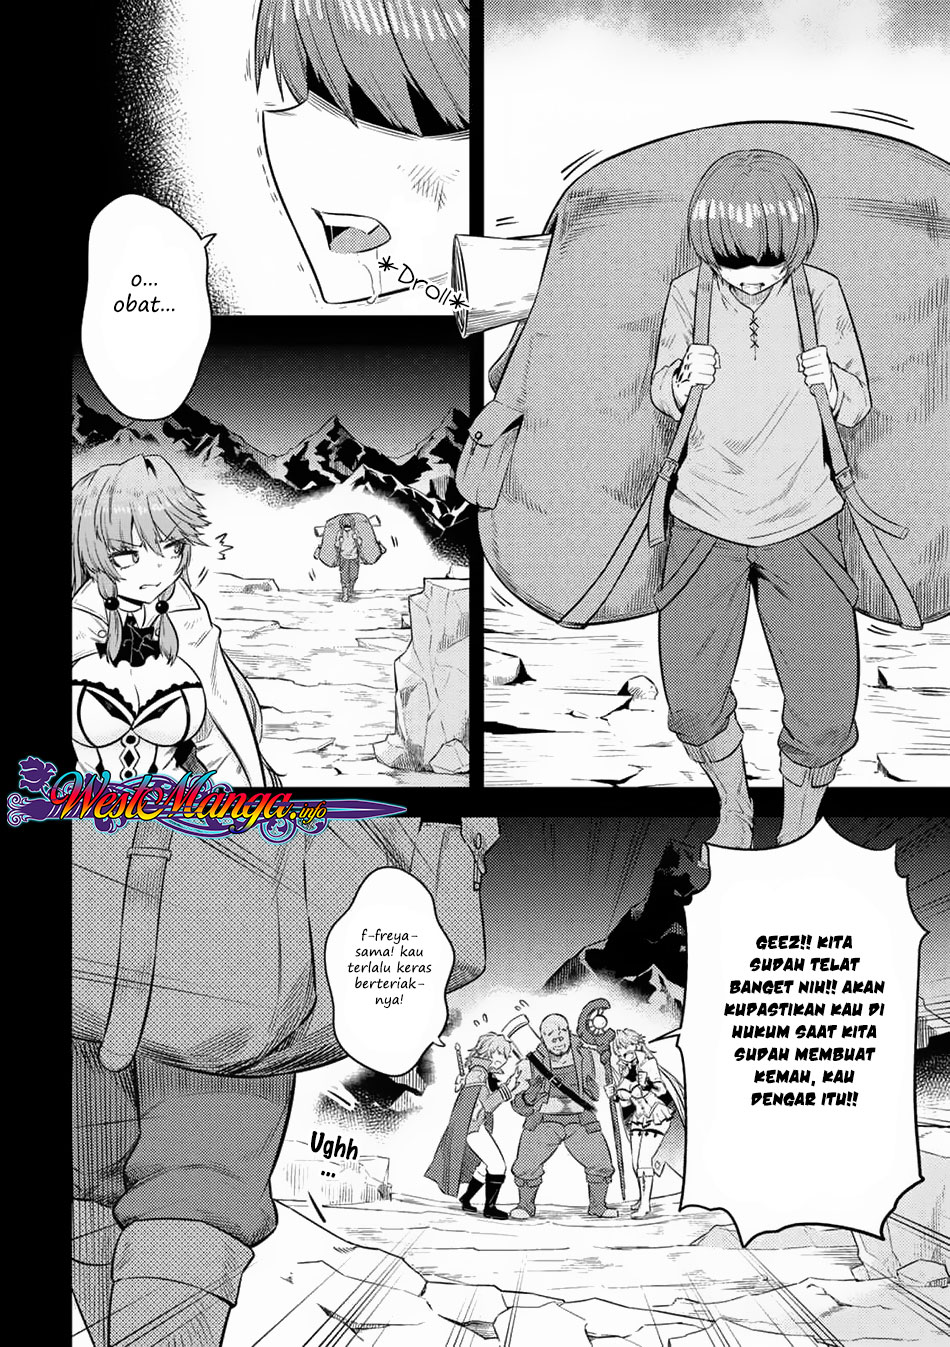 o...
obat...
*Droll*
WestManga.info
GEEZ!! KITA
SUDAH TELAT
BANGET NIH!! AKAN
KUPASTIKAN KAU DI
HUKUM SAAT KITA
SUDAH MEMBUAT
KEMAH, KAU
DENGAR ITU!!
f-freya-
sama! kau
terlalu keras
berteriak-
nya!
Ughh
...